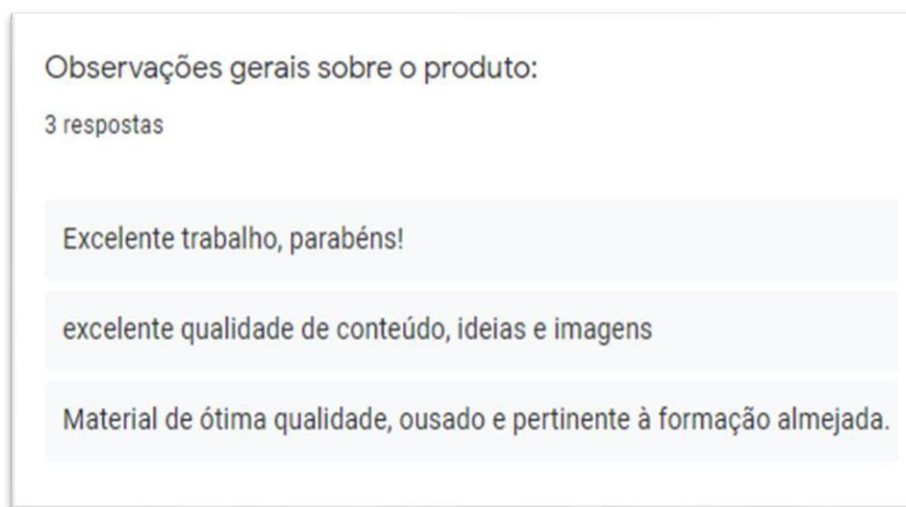 Observações gerais sobre o produto:
3 respostas
Excelente trabalho, parabéns!
excelente qualidade de conteúdo, ideias e imagens
Material de ótima qualidade, ousado e pertinente à formação almejada.